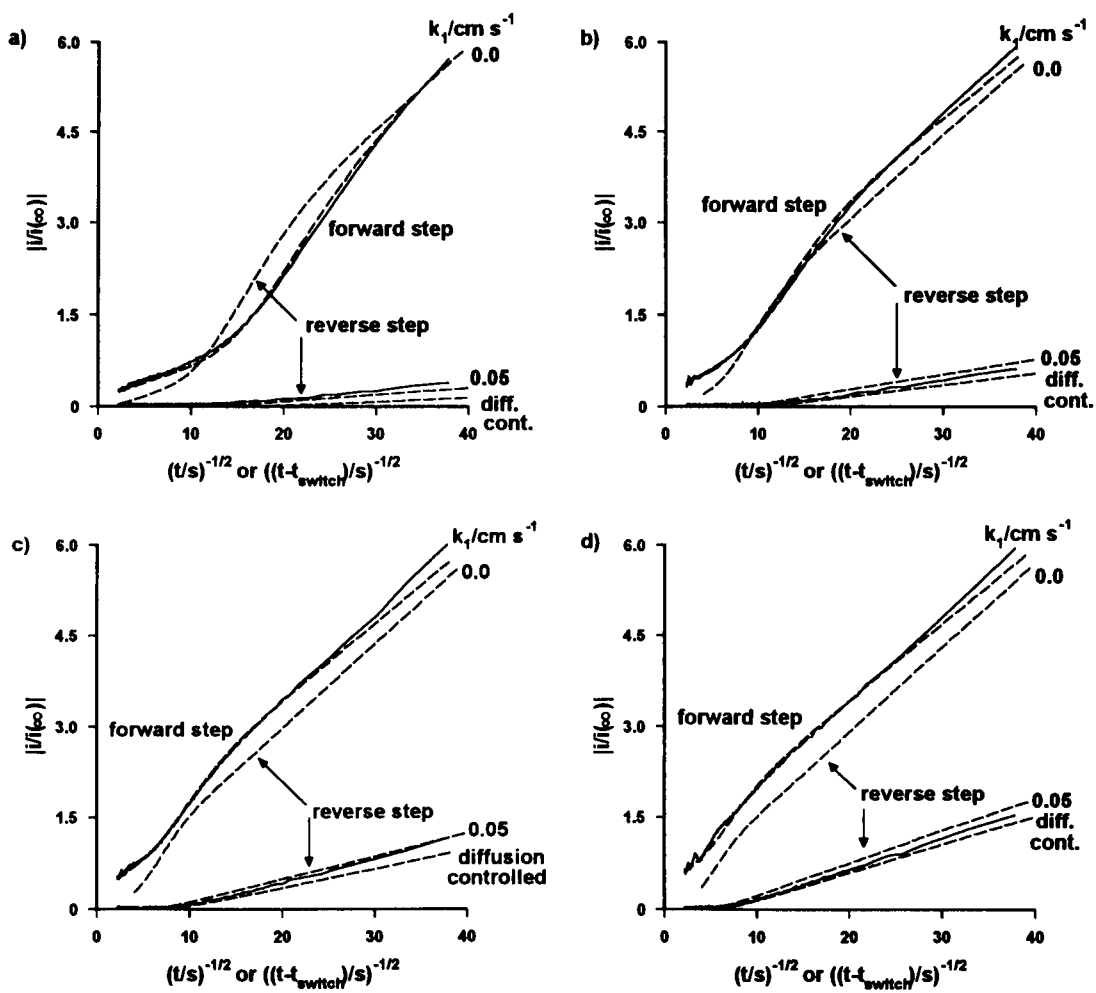 a)
k₁/cm s⁻¹
6.0
0.0
4.5
|i/i(∞)|
3.0
forward step
1.5
reverse step
0.05
diff.
cont.
0
0 10 20 30 40
(t/s)⁻¹/² or ((t-t_switch)/s)⁻¹/²
b)
k₁/cm s⁻¹
6.0
0.0
4.5
|i/i(∞)|
3.0
forward step
reverse step
1.5
0.05
diff.
cont.
0
0 10 20 30 40
(t/s)⁻¹/² or ((t-t_switch)/s)⁻¹/²
c)
k₁/cm s⁻¹
6.0
0.0
4.5
|i/i(∞)|
3.0
forward step
reverse step
1.5
0.05
diffusion
controlled
0
0 10 20 30 40
(t/s)⁻¹/² or ((t-t_switch)/s)⁻¹/²
d)
k₁/cm s⁻¹
6.0
0.0
4.5
|i/i(∞)|
3.0
forward step
reverse step
1.5
0.05
diff.
cont.
0
0 10 20 30 40
(t/s)⁻¹/² or ((t-t_switch)/s)⁻¹/²